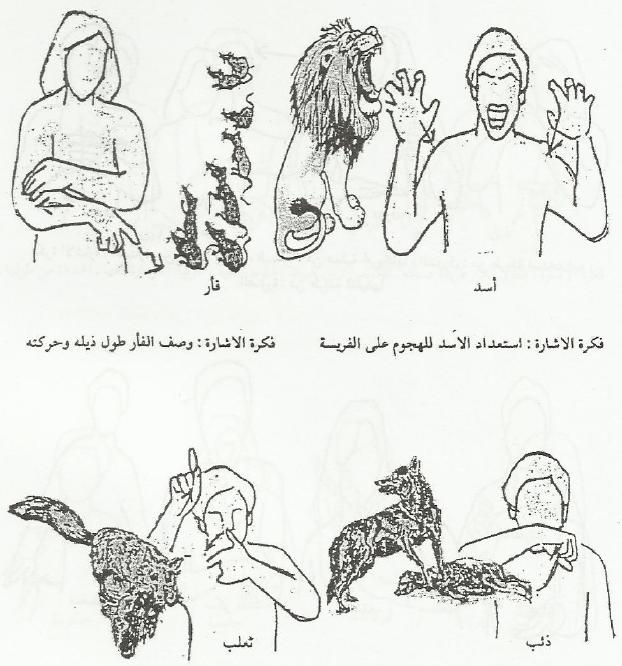 أسد
فأر
فكرة الاشارة : استعداد الأسد للهجوم على الفريسة
فكرة الاشارة : وصف الفأر طول ذيله وحركته
ذئب
ثعلب